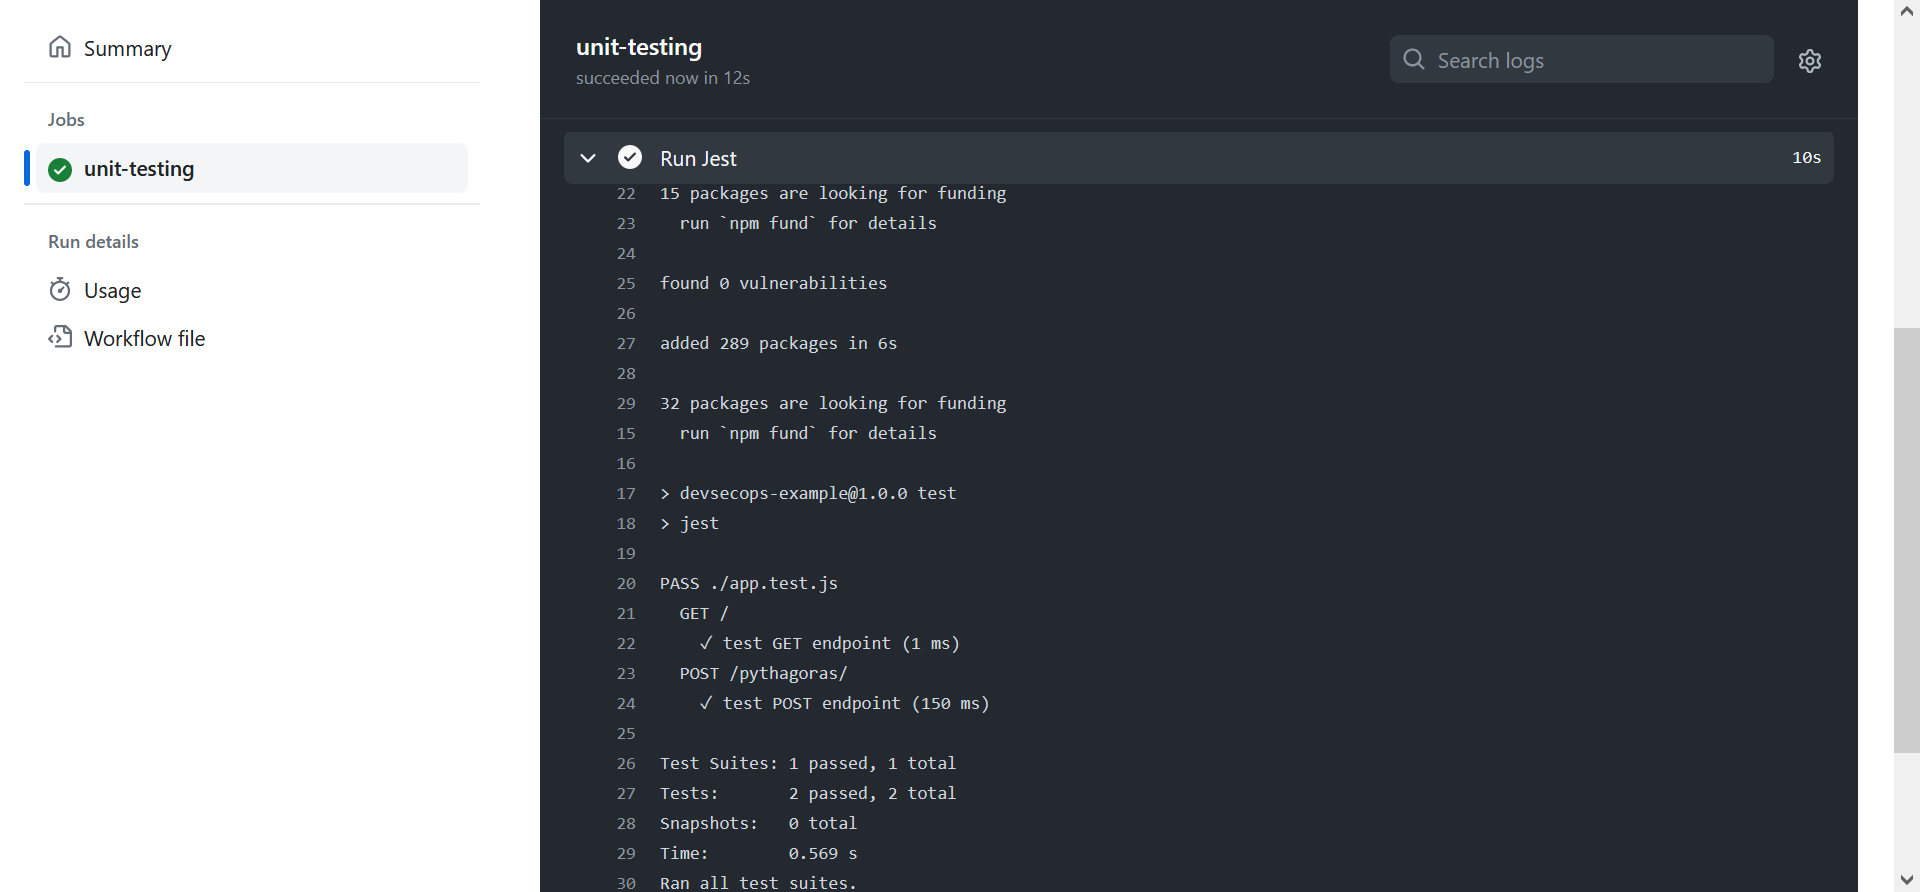 Summary
Jobs
unit-testing
Run details
Usage
Workflow file
unit-testing
succeeded now in 12s
Search logs
Run Jest 10s
22 15 packages are looking for funding
23 run `npm fund` for details
24
25 found 0 vulnerabilities
26
27 added 289 packages in 6s
28
29 32 packages are looking for funding
15 run `npm fund` for details
16
17 > devsecops-example@1.0.0 test
18 > jest
19
20 PASS ./app.test.js
21 GET /
22 ✓ test GET endpoint (1 ms)
23 POST /pythagoras/
24 ✓ test POST endpoint (150 ms)
25
26 Test Suites: 1 passed, 1 total
27 Tests: 2 passed, 2 total
28 Snapshots: 0 total
29 Time: 0.569 s
30 Ran all test suites.